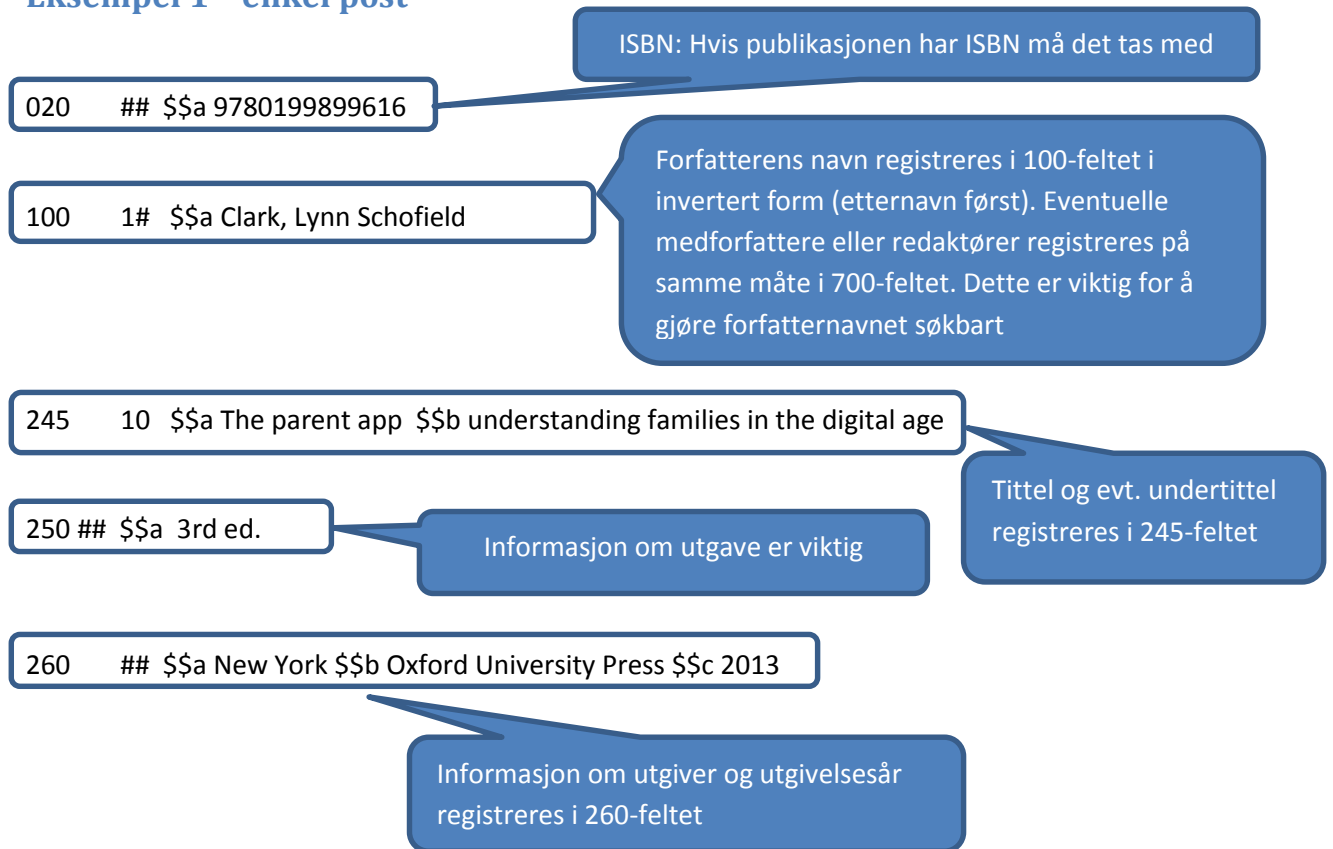 Eksempel 1 – enkel post
ISBN: Hvis publikasjonen har ISBN må det tas med
020 ## $$a 9780199899616
Forfatterens navn registreres i 100-feltet i
invertert form (etternavn først). Eventuelle
medforfattere eller redaktører registreres på
samme måte i 700-feltet. Dette er viktig for å
gjøre forfatternavnet søkbart
100 1# $$a Clark, Lynn Schofield
245 10 $$a The parent app $$b understanding families in the digital age
Tittel og evt. undertittel
registreres i 245-feltet
250 ## $$a 3rd ed.
Informasjon om utgave er viktig
260 ## $$a New York $$b Oxford University Press $$c 2013
Informasjon om utgiver og utgivelsesår
registreres i 260-feltet